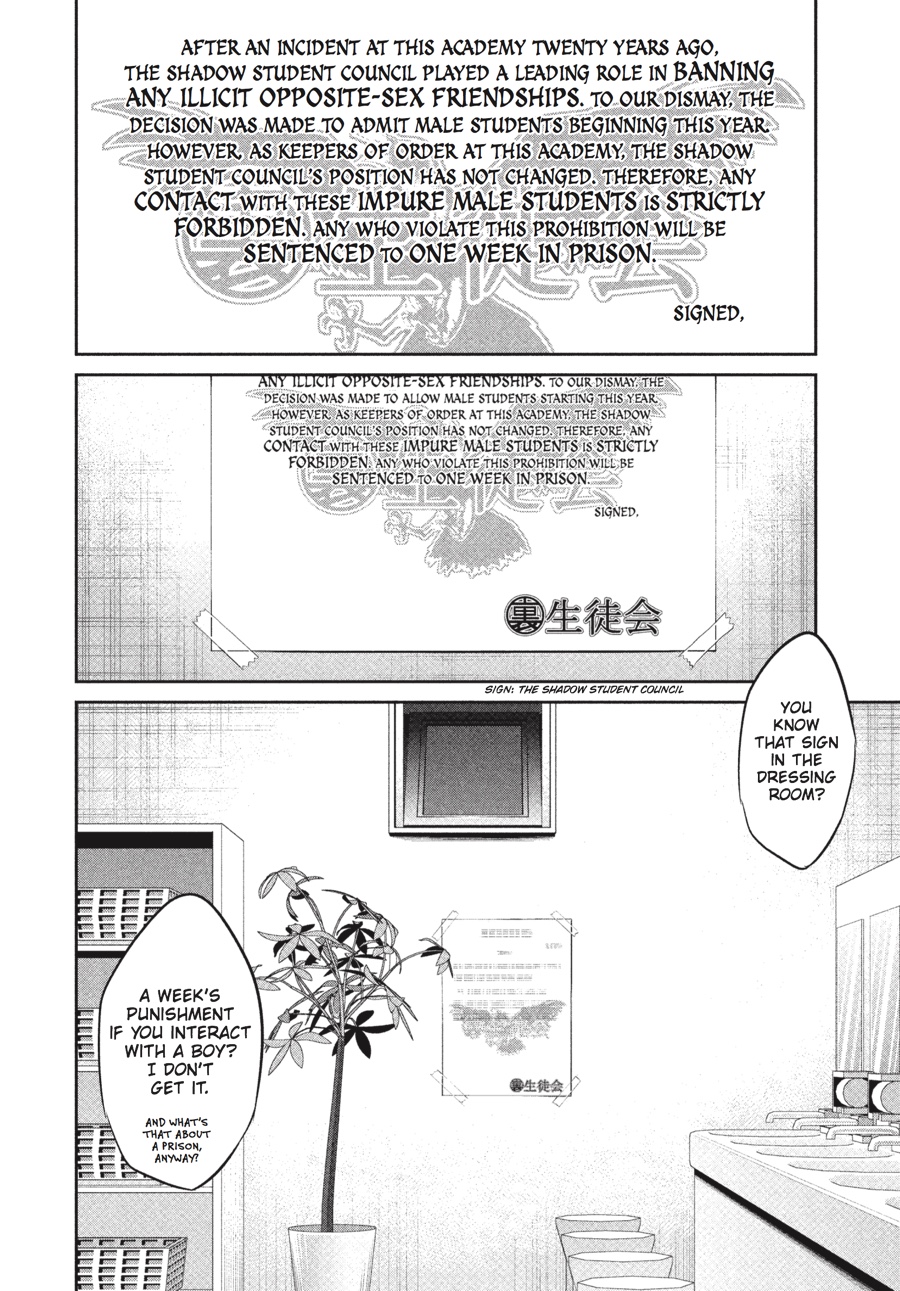 AFTER AN INCIDENT AT THIS ACADEMY TWENTY YEARS AGO,
THE SHADOW STUDENT COUNCIL PLAYED A LEADING ROLE IN BANNING
ANY ILLICIT OPPOSITE-SEX FRIENDSHIPS. TO OUR DISMAY, THE
DECISION WAS MADE TO ADMIT MALE STUDENTS BEGINNING THIS YEAR.
HOWEVER, AS KEEPERS OF ORDER AT THIS ACADEMY, THE SHADOW
STUDENT COUNCIL'S POSITION HAS NOT CHANGED. THEREFORE, ANY
CONTACT WITH THESE IMPURE MALE STUDENTS IS STRICTLY
FORBIDDEN. ANY WHO VIOLATE THIS PROHIBITION WILL BE
SENTENCED TO ONE WEEK IN PRISON.
生徒会
SIGNED,
ANY ILLICIT OPPOSITE-SEX FRIENDSHIPS. TO OUR DISMAY, THE
DECISION WAS MADE TO ALLOW MALE STUDENTS STARTING THIS YEAR.
HOWEVER, AS KEEPERS OF ORDER AT THIS ACADEMY, THE SHADOW
STUDENT COUNCIL'S POSITION HAS NOT CHANGED. THEREFORE, ANY
CONTACT WITH THESE IMPURE MALE STUDENTS IS STRICTLY
FORBIDDEN. ANY WHO VIOLATE THIS PROHIBITION WILL BE
SENTENCED TO ONE WEEK IN PRISON.
生徒会
SIGNED,
裏生徒会
SIGN: THE SHADOW STUDENT COUNCIL
YOU
KNOW
THAT SIGN
IN THE
DRESSING
ROOM?
A WEEK'S
PUNISHMENT
IF YOU INTERACT
WITH A BOY?
I DON'T
GET IT.
AND WHAT'S
THAT ABOUT
A PRISON,
ANYWAY?
裏生徒会